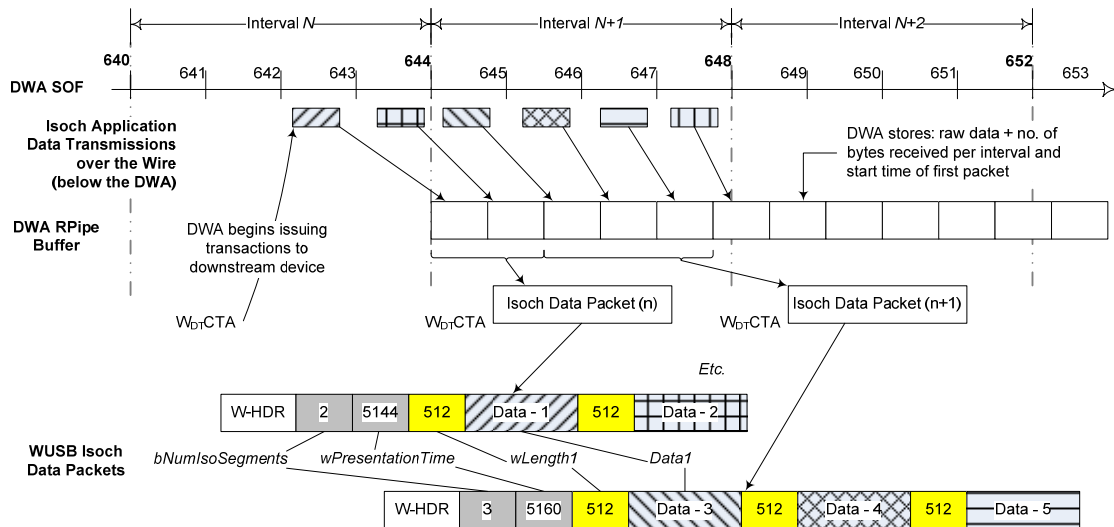 Interval N
Interval N+1
Interval N+2
640
641
642
643
644
645
646
647
648
649
650
651
652
653
DWA SOF
Isoch Application
Data Transmissions
over the Wire
(below the DWA)
DWA stores: raw data + no. of
bytes received per interval and
start time of first packet
DWA RPipe
Buffer
DWA begins issuing
transactions to
downstream device
Isoch Data Packet (n)
Isoch Data Packet (n+1)
WDTCTA
WDTCTA
WDTCTA
Etc.
W-HDR 2 5144 512 Data - 1 512 Data - 2
WUSB Isoch
Data Packets
bNumIsoSegments
wPresentationTime
wLength1
Data1
W-HDR 3 5160 512 Data - 3 512 Data - 4 512 Data - 5